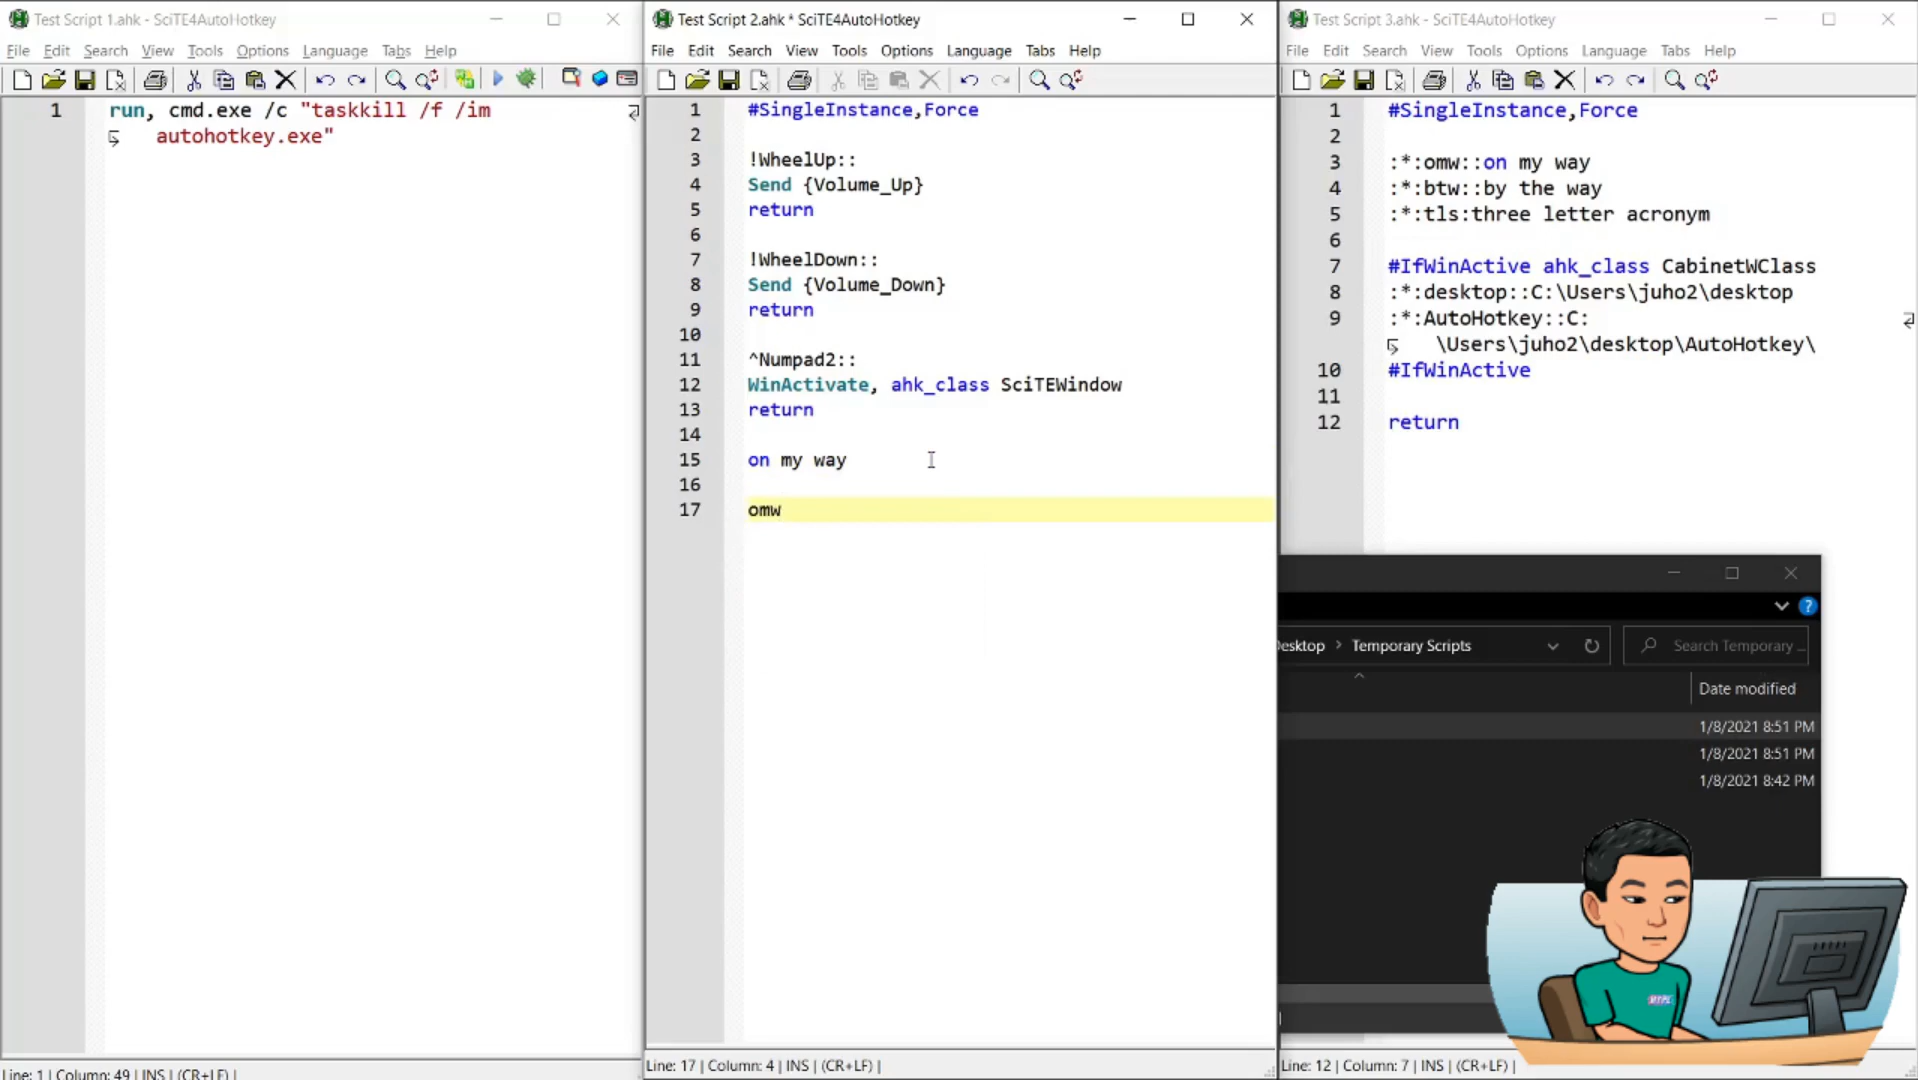 Test Script 1.ahk - SciTE4AutoHotkey
File Edit Search View Tools Options Language Tabs Help
1 run, cmd.exe /c "taskkill /f /im
autohotkey.exe"
Line: 1 | Column: 49 | INS | (CR+LF) |
Test Script 2.ahk * SciTE4AutoHotkey
File Edit Search View Tools Options Language Tabs Help
1 #SingleInstance,Force
2
3 !WheelUp::
4 Send {Volume_Up}
5 return
6
7 !WheelDown::
8 Send {Volume_Down}
9 return
10
11 ^Numpad2::
12 WinActivate, ahk_class SciTEWindow
13 return
14
15 on my way
16
17 omw
Line: 17 | Column: 4 | INS | (CR+LF) |
Test Script 3.ahk - SciTE4AutoHotkey
File Edit Search View Tools Options Language Tabs Help
1 #SingleInstance,Force
2
3 :*:omw::on my way
4 :*:btw::by the way
5 :*:tls:three letter acronym
6
7 #IfWinActive ahk_class CabinetWClass
8 :*:desktop::C:\Users\juho2\desktop
9 :*:AutoHotkey::C:
\Users\juho2\desktop\AutoHotkey\
10 #IfWinActive
11
12 return
esktop > Temporary Scripts
Search Temporary ...
Date modified
1/8/2021 8:51 PM
1/8/2021 8:51 PM
1/8/2021 8:42 PM
Line: 12 | Column: 7 | INS | (CR+LF) |